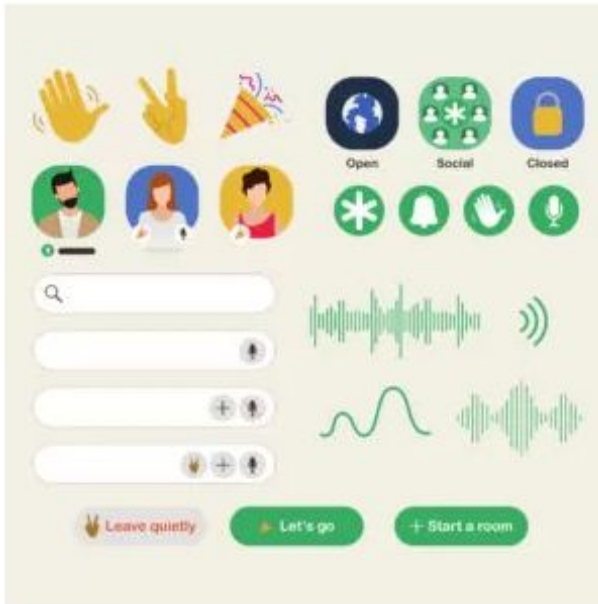 Open
Social
Closed
Leave quietly
Let's go
+ Start a room